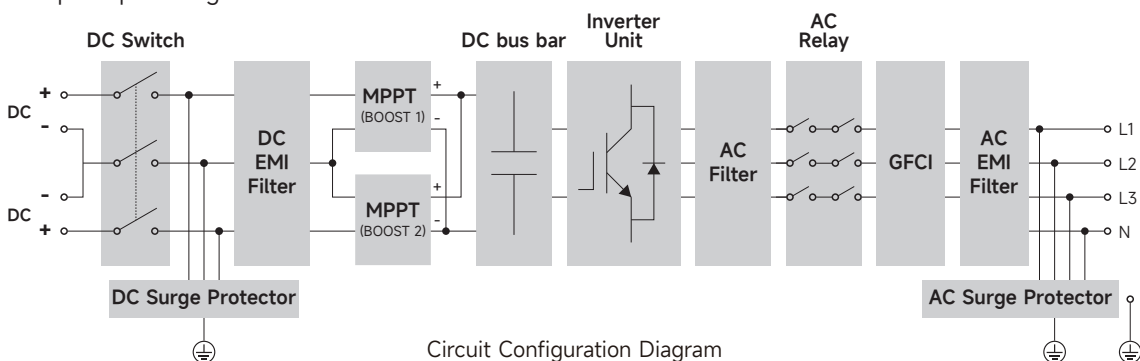 Inverter
Unit
AC
Relay
DC Switch
DC bus bar
+
DC
-
-
DC
+
DC
EMI
Filter
MPPT
(BOOST 1)
+
-
MPPT
(BOOST 2)
+
-
AC
Filter
GFCI
AC
EMI
Filter
L1
L2
L3
N
DC Surge Protector
AC Surge Protector
Circuit Configuration Diagram